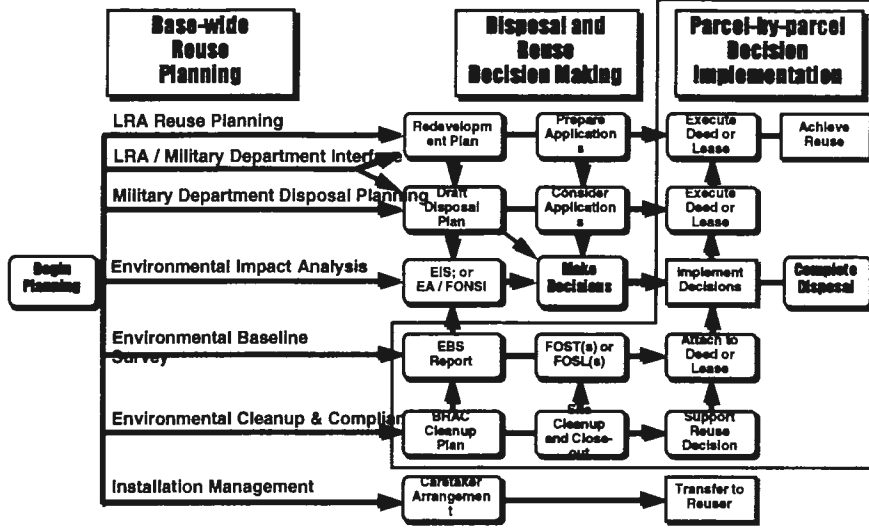 Base-wide
Reuse
Planning
Disposal and
Reuse
Decision Making
Parcel-by-parcel
Decision
Implementation
LRA Reuse Planning
Redevelopm
ent Plan
Prepare
Application
s
Execute
Deed or
Lease
Achieve
Reuse
LRA / Military Department Interface
Military Department Disposal Planning
Draft
Disposal
Plan
Consider
Application
s
Execute
Deed or
Lease
Begin
Planning
Environmental Impact Analysis
EIS; or
EA / FONSI
Make
Decisions
Implement
Decisions
Complete
Disposal
Environmental Baseline
Survey
EBS
Report
FOST(s) or
FOSL(s)
Attach to
Deed or
Lease
Environmental Cleanup & Complian
BRAC
Cleanup
Plan
Site
Cleanup
and Close-
out
Support
Reuse
Decision
Installation Management
Caretaker
Arrangemen
t
Transfer to
Reuser